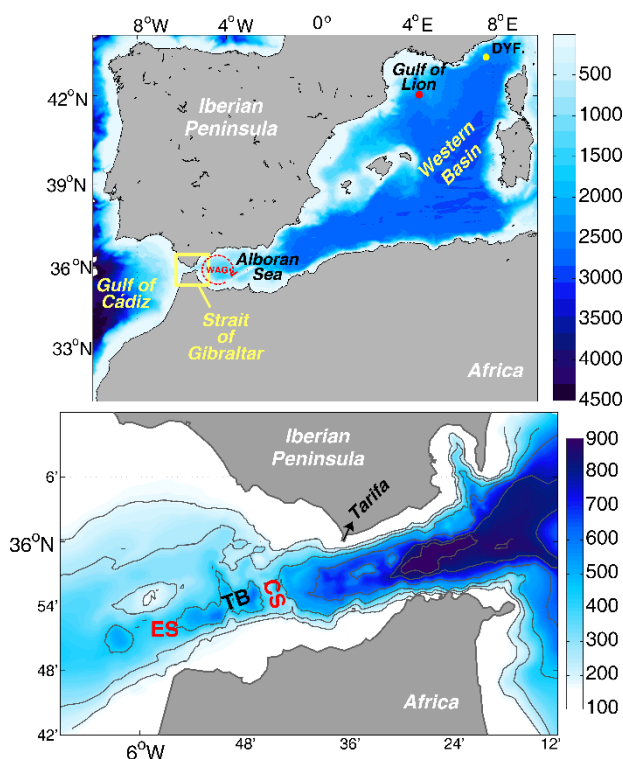 8°W 4°W 0° 4°E 8°E
DYF.
Gulf of
Lion
42°N
Iberian
Peninsula
Western
Basin
39°N
36°N
WAG
Alboran
Sea
Gulf of
Cádiz
Strait
of
Gibraltar
33°N
Africa
500
1000
1500
2000
2500
3000
3500
4000
4500
Iberian
Peninsula
6'
Tarifa
36°N
TB
CS
54'
ES
48'
Africa
42'
6°W 48' 36' 24' 12'
900
800
700
600
500
400
300
200
100